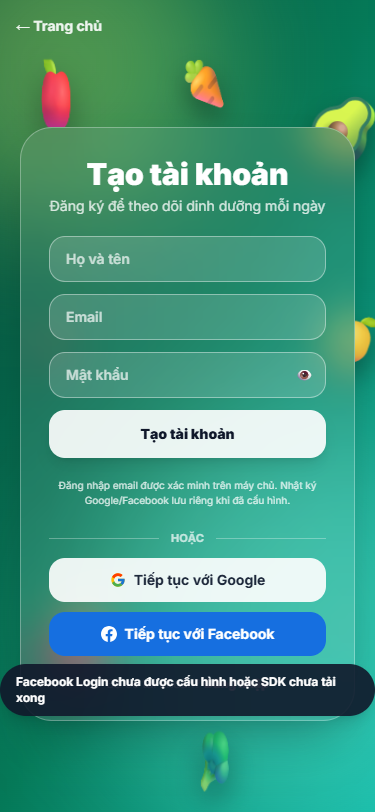 ←Trang chủ
Tạo tài khoản
Đăng ký để theo dõi dinh dưỡng mỗi ngày
Họ và tên
Email
Mật khẩu
Tạo tài khoản
Đăng nhập email được xác minh trên máy chủ. Nhật ký
Google/Facebook lưu riêng khi đã cấu hình.
HOẶC
Tiếp tục với Google
Tiếp tục với Facebook
Facebook Login chưa được cấu hình hoặc SDK chưa tải
xong